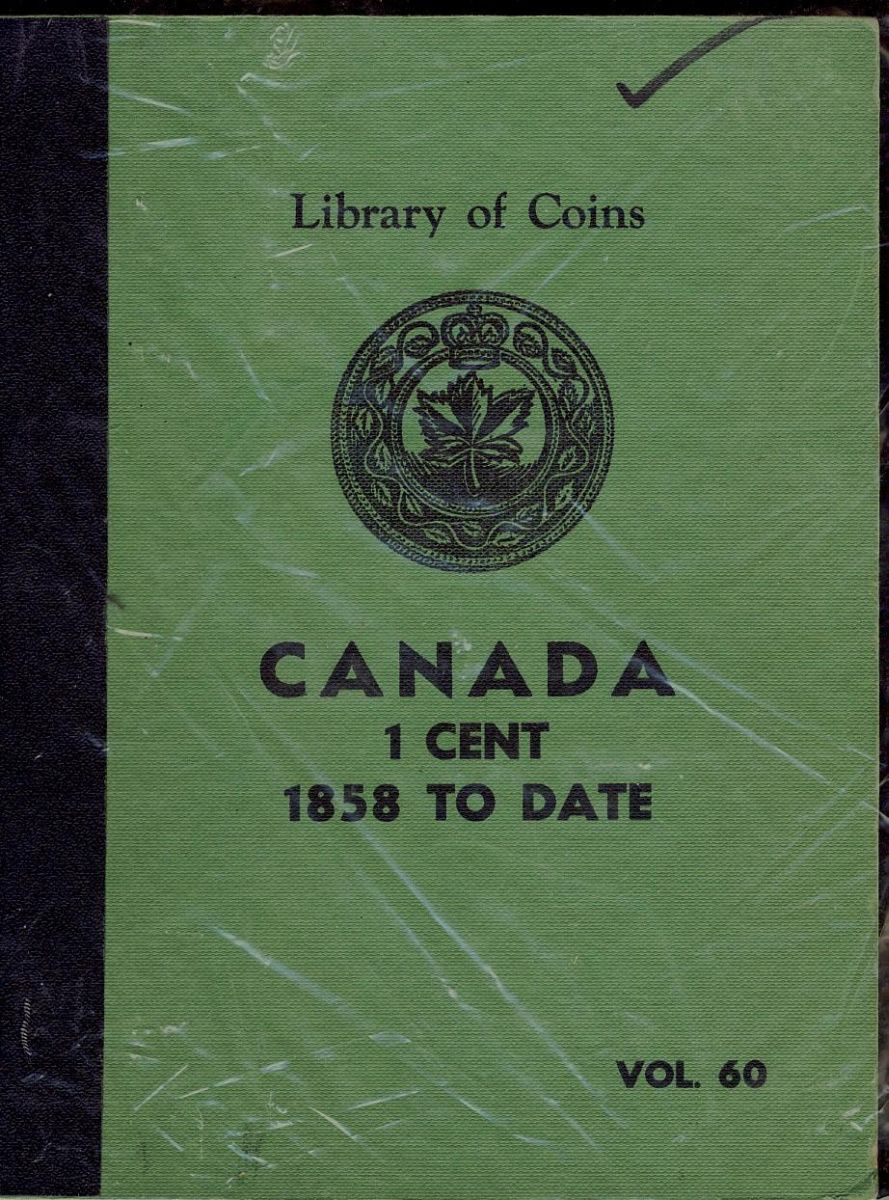 Library of Coins
CANADA
1 CENT
1858 TO DATE
VOL. 60